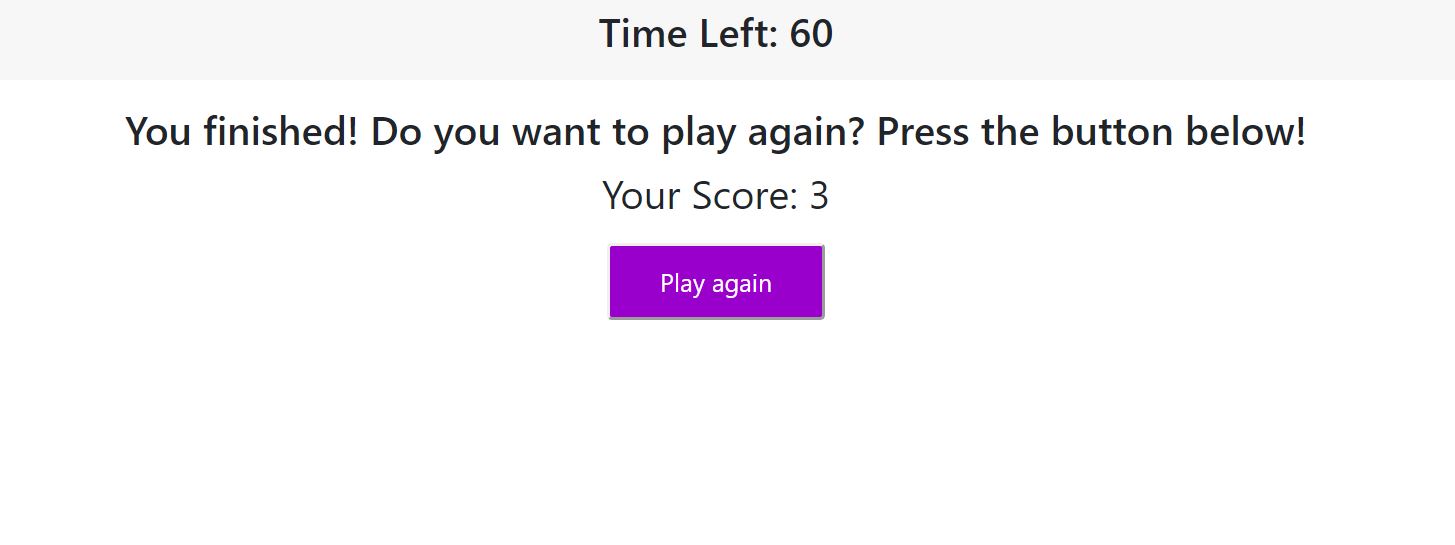 Time Left: 60
You finished! Do you want to play again? Press the button below!
Your Score: 3
Play again